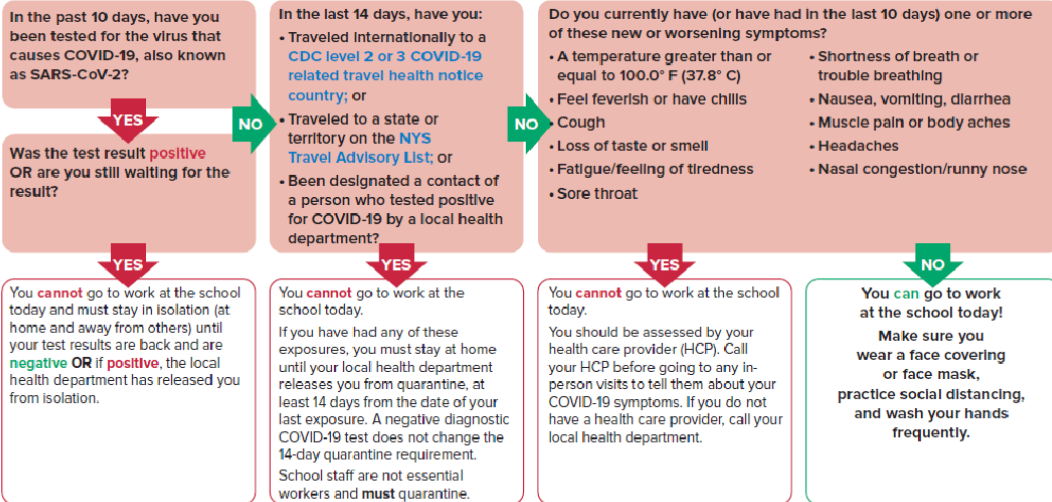 In the past 10 days, have you
been tested for the virus that
causes COVID-19, also known
as SARS-CoV-2?
YES
NO
Was the test result positive
OR are you still waiting for the
result?
YES
You cannot go to work at the school
today and must stay in isolation (at
home and away from others) until
your test results are back and are
negative OR if positive, the local
health department has released you
from isolation.
In the last 14 days, have you:
• Traveled internationally to a
CDC level 2 or 3 COVID-19
related travel health notice
country; or
• Traveled to a state or
territory on the NYS
Travel Advisory List; or
• Been designated a contact of
a person who tested positive
for COVID-19 by a local health
department?
NO
YES
You cannot go to work at the
school today.
If you have had any of these
exposures, you must stay at home
until your local health department
releases you from quarantine, at
least 14 days from the date of your
last exposure. A negative diagnostic
COVID-19 test does not change the
14-day quarantine requirement.
School staff are not essential
workers and must quarantine.
Do you currently have (or have had in the last 10 days) one or more
of these new or worsening symptoms?
• A temperature greater than or
equal to 100.0° F (37.8° C)
• Feel feverish or have chills
• Cough
• Loss of taste or smell
• Fatigue/feeling of tiredness
• Sore throat
• Shortness of breath or
trouble breathing
• Nausea, vomiting, diarrhea
• Muscle pain or body aches
• Headaches
• Nasal congestion/runny nose
YES
You cannot go to work at the school
today.
You should be assessed by your
health care provider (HCP). Call
your HCP before going to any in-
person visits to tell them about your
COVID-19 symptoms. If you do not
have a health care provider, call your
local health department.
NO
You can go to work
at the school today!
Make sure you
wear a face covering
or face mask,
practice social distancing,
and wash your hands
frequently.